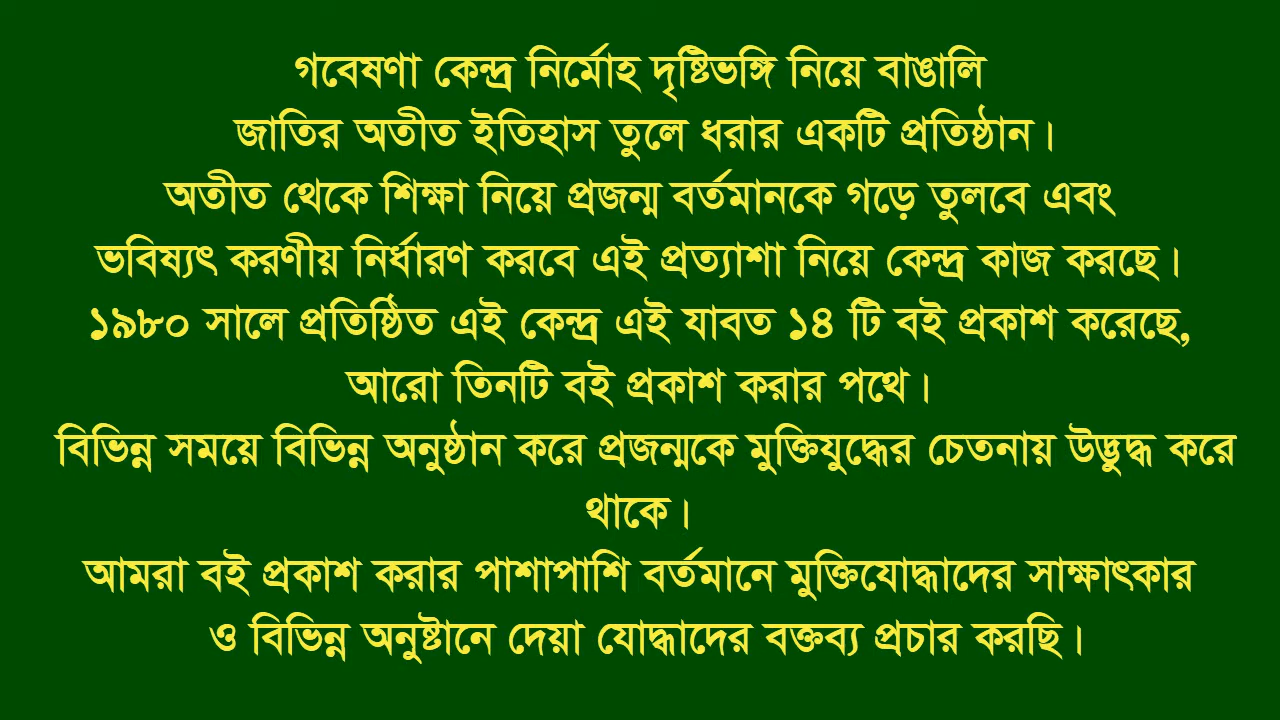 গবেষণা কেন্দ্র নির্মোহ দৃষ্টিভঙ্গি নিয়ে বাঙালি
জাতির অতীত ইতিহাস তুলে ধরার একটি প্রতিষ্ঠান।
অতীত থেকে শিক্ষা নিয়ে প্রজন্ম বর্তমানকে গড়ে তুলবে এবং
ভবিষ্যৎ করণীয় নির্ধারণ করবে এই প্রত্যাশা নিয়ে কেন্দ্র কাজ করছে।
১৯৮০ সালে প্রতিষ্ঠিত এই কেন্দ্র এই যাবত ১৪ টি বই প্রকাশ করেছে,
আরো তিনটি বই প্রকাশ করার পথে।
বিভিন্ন সময়ে বিভিন্ন অনুষ্ঠান করে প্রজন্মকে মুক্তিযুদ্ধের চেতনায় উদ্ভুদ্ধ করে
থাকে।
আমরা বই প্রকাশ করার পাশাপাশি বর্তমানে মুক্তিযোদ্ধাদের সাক্ষাৎকার
ও বিভিন্ন অনুষ্টানে দেয়া যোদ্ধাদের বক্তব্য প্রচার করছি।